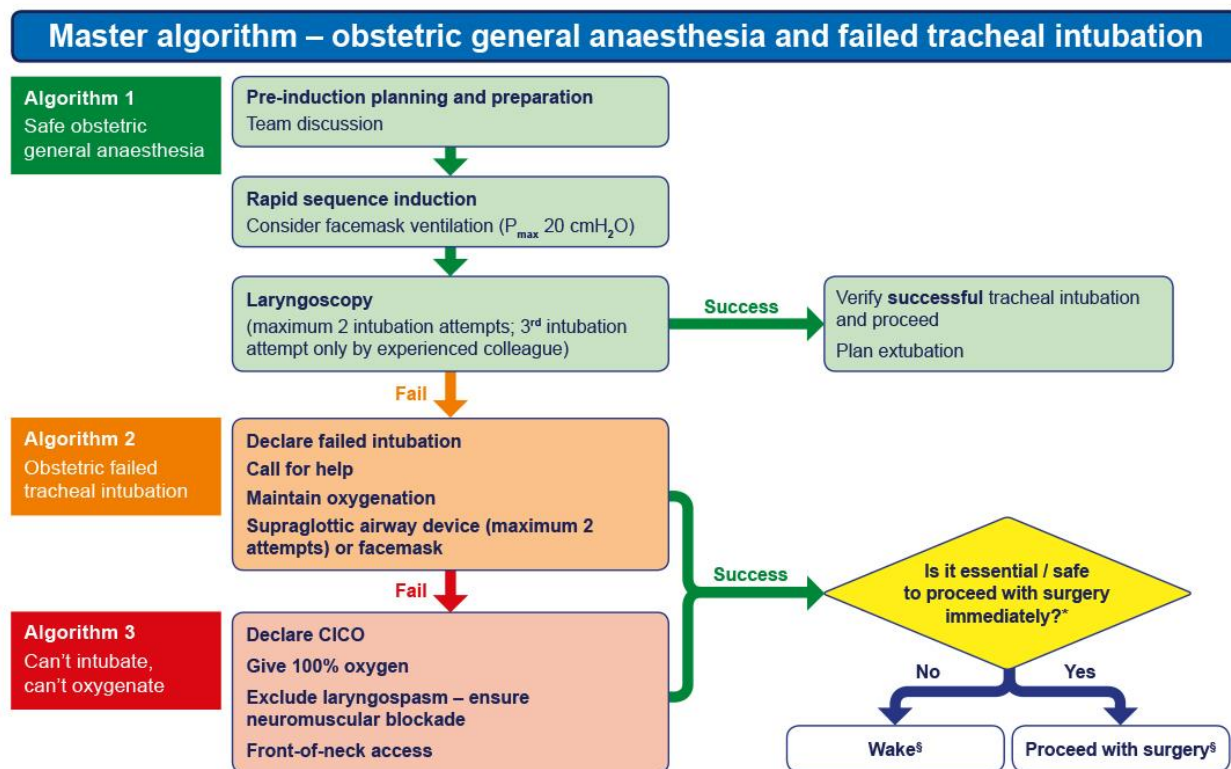 Master algorithm – obstetric general anaesthesia and failed tracheal intubation
Algorithm 1
Safe obstetric
general anaesthesia
Pre-induction planning and preparation
Team discussion
Rapid sequence induction
Consider facemask ventilation (Pmax 20 cmH2O)
Laryngoscopy
(maximum 2 intubation attempts; 3rd intubation
attempt only by experienced colleague)
Success
Verify successful tracheal intubation
and proceed
Plan extubation
Fail
Algorithm 2
Obstetric failed
tracheal intubation
Declare failed intubation
Call for help
Maintain oxygenation
Supraglottic airway device (maximum 2
attempts) or facemask
Fail
Success
Is it essential / safe
to proceed with surgery
immediately?*
Algorithm 3
Can't intubate,
can't oxygenate
Declare CICO
Give 100% oxygen
Exclude laryngospasm – ensure
neuromuscular blockade
Front-of-neck access
No
Yes
Wake§
Proceed with surgery§